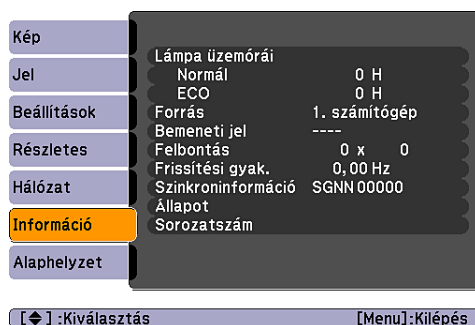 Kép
Jel
Beállítások
Részletes
Hálózat
Információ
Alaphelyzet
Lámpa üzemórái
Normál 0 H
ECO 0 H
Forrás 1. számítógép
Bemeneti jel ----
Felbontás 0 x 0
Frissítési gyak. 0,00 Hz
Szinkroninformáció SGNN 00000
Állapot
Sorozatszám
[◆] :Kiválasztás [Menu]:Kilépés